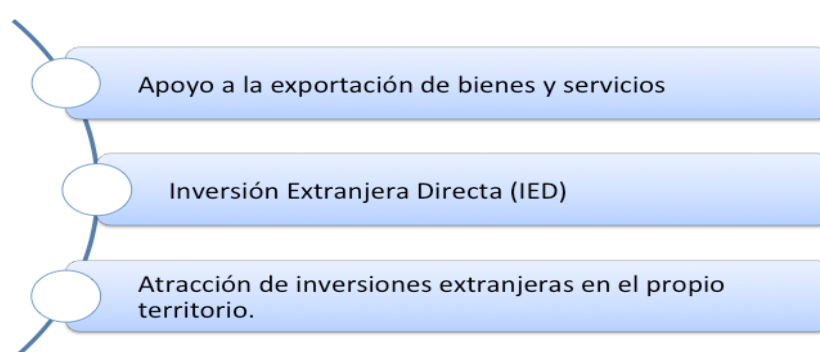 Apoyo a la exportación de bienes y servicios
Inversión Extranjera Directa (IED)
Atracción de inversiones extranjeras en el propio
territorio.